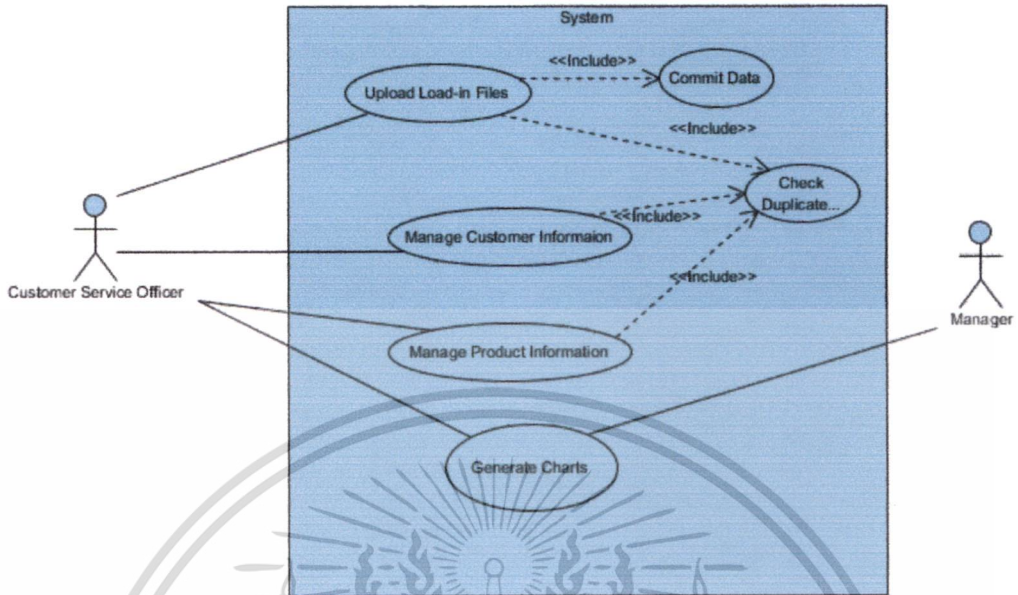 System
<<Include>>
Upload Load-in Files
Commit Data
<<Include>>
Check
Duplicate...
<<Include>>
Manage Customer Informaion
<<Include>>
Customer Service Officer
Manager
Manage Product Information
Generate Charts